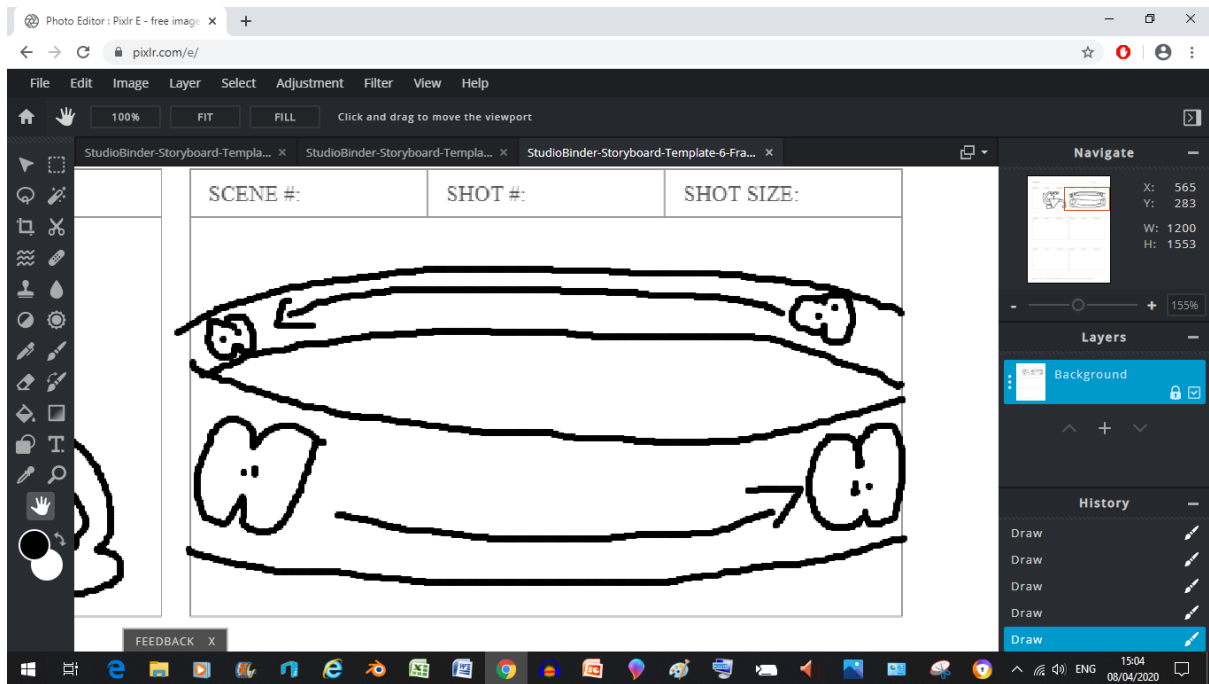 Photo Editor : Pixlr E - free image
pixlr.com/e/
File Edit Image Layer Select Adjustment Filter View Help
100% FIT FILL Click and drag to move the viewport
StudioBinder-Storyboard-Templa... × StudioBinder-Storyboard-Templa... × StudioBinder-Storyboard-Template-6-Fra... ×
Navigate
X: 565
Y: 283
W: 1200
H: 1553
SCENE #: SHOT #: SHOT SIZE:
- + 155%
Layers
Background
History
Draw
Draw
Draw
Draw
Draw
FEEDBACK X
ENG
15:04
08/04/2020